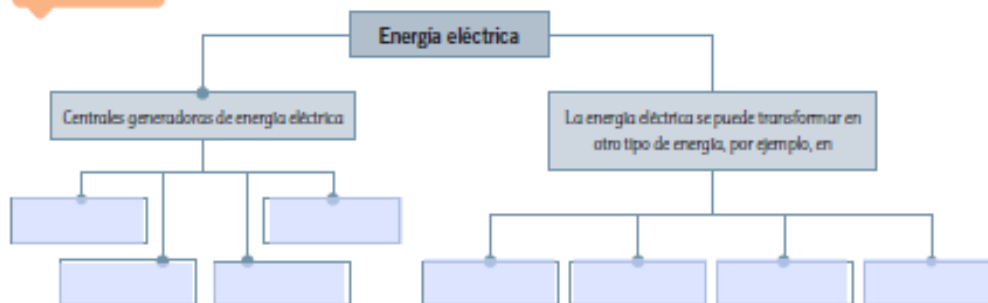 Energía eléctrica
Centrales generadoras de energía eléctrica
La energía eléctrica se puede transformar en
otro tipo de energía, por ejemplo, en